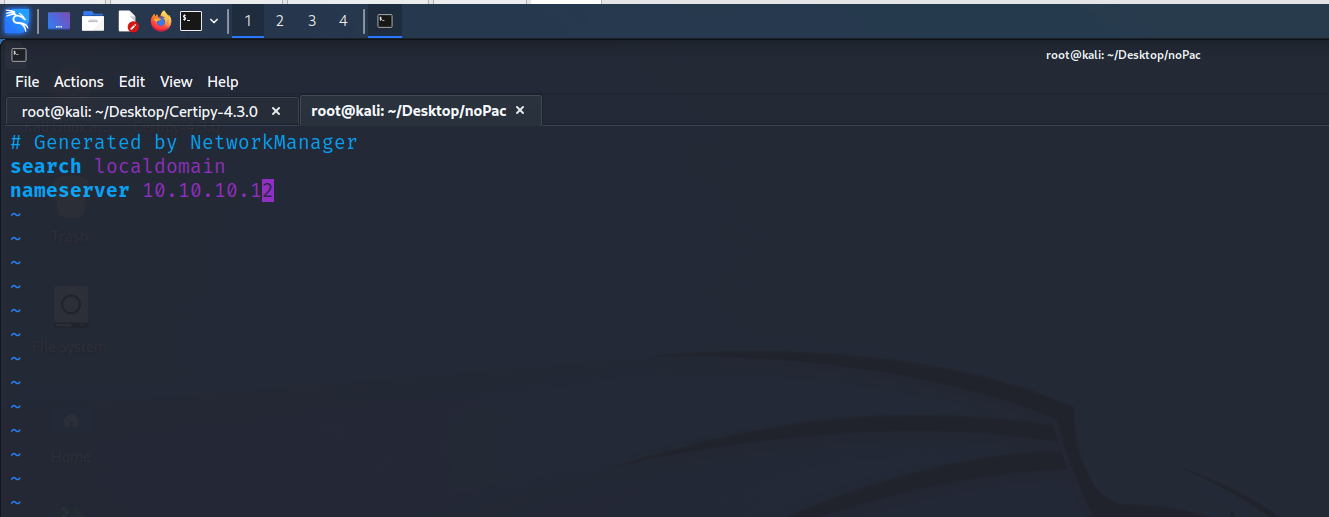 1 2 3 4
root@kali: ~/Desktop/noPac
File Actions Edit View Help
root@kali: ~/Desktop/Certipy-4.3.0 × root@kali: ~/Desktop/noPac ×
# Generated by NetworkManager
search localdomain
nameserver 10.10.10.12
~
~
Trash
~
~
~
~
~
File System
~
~
~
~
Home
~
~
~